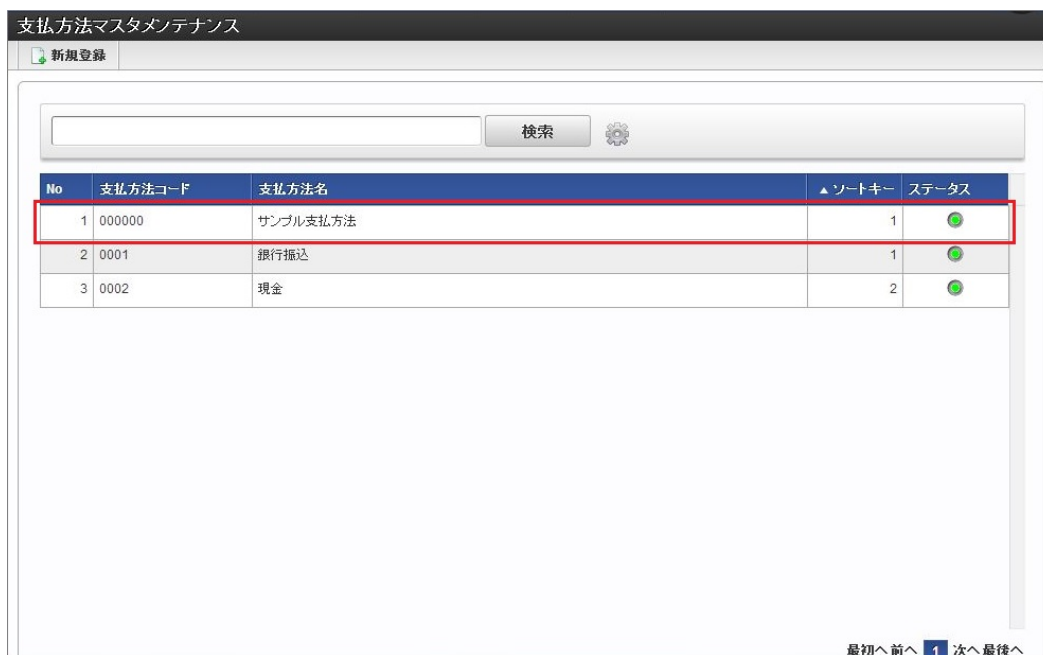 支払方法マスタメンテナンス
新規登録
検索
No 支払方法コード 支払方法名 ▲ソートキー ステータス
1 000000 サンプル支払方法 1
2 0001 銀行振込 1
3 0002 現金 2
最初へ 前へ 1 次へ 最後へ